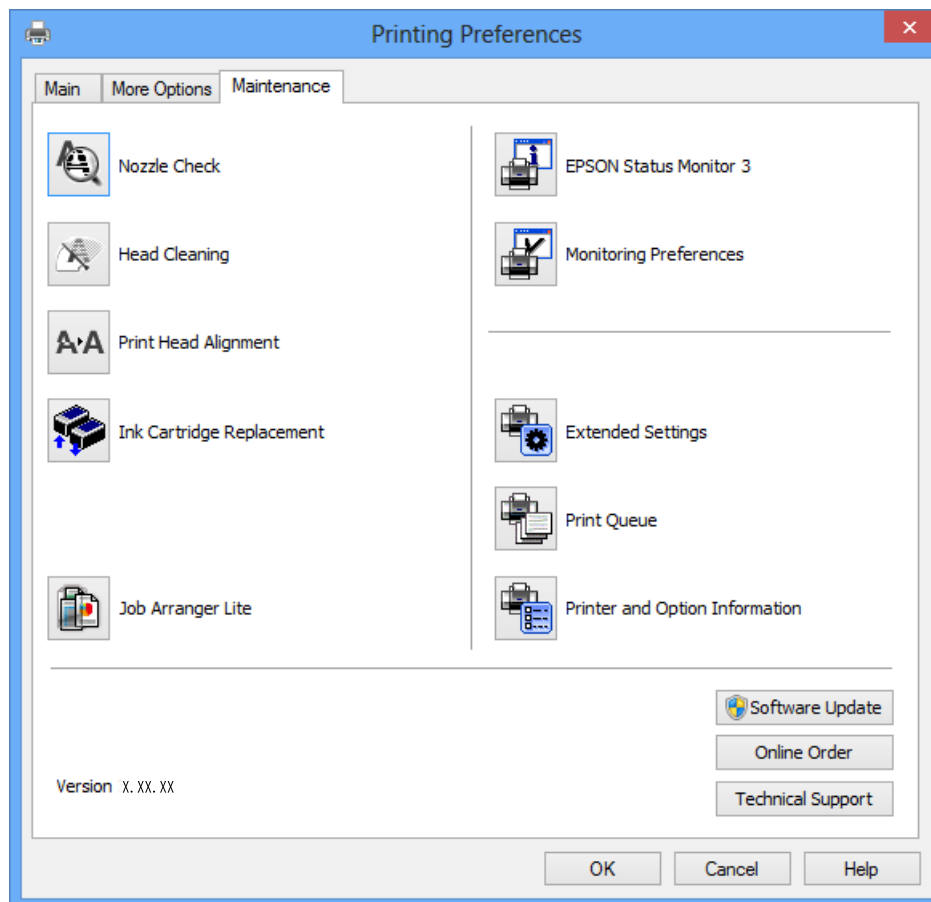 Printing Preferences
Main
More Options
Maintenance
Nozzle Check
Head Cleaning
Print Head Alignment
Ink Cartridge Replacement
Job Arranger Lite
EPSON Status Monitor 3
Monitoring Preferences
Extended Settings
Print Queue
Printer and Option Information
Software Update
Online Order
Technical Support
Version X.XX.XX
OK
Cancel
Help